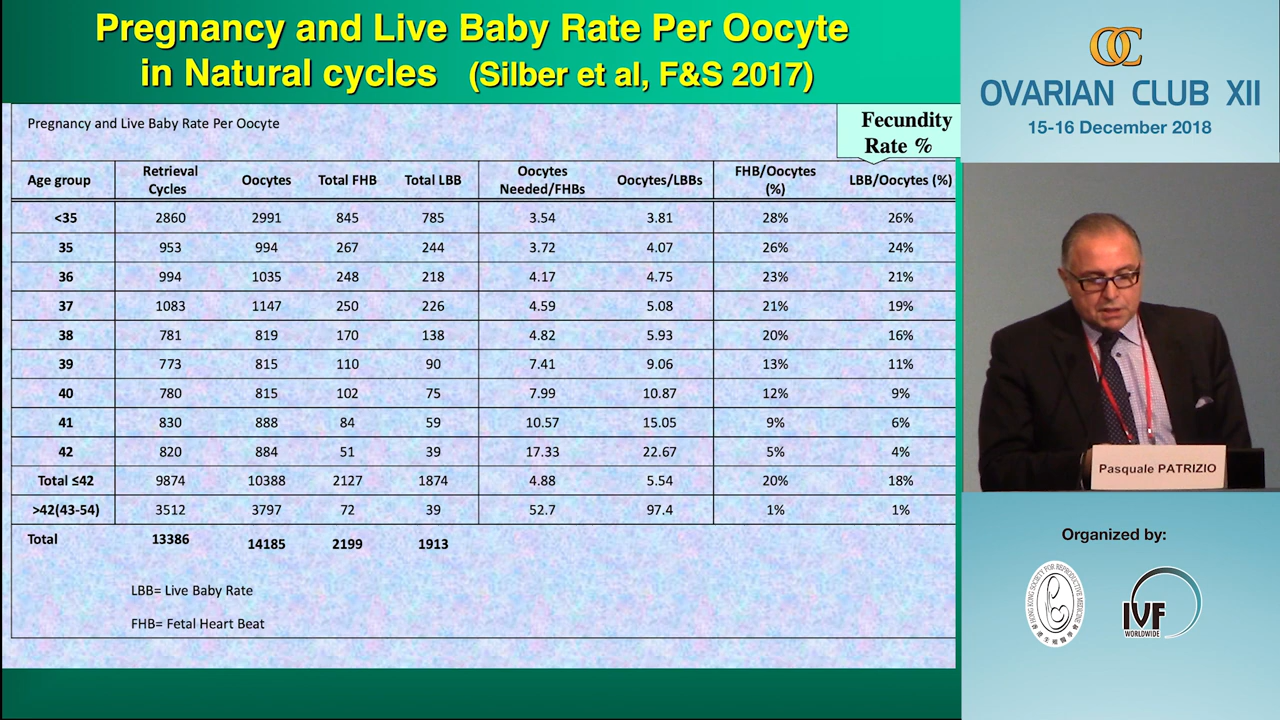 Pregnancy and Live Baby Rate Per Oocyte
in Natural cycles (Silber et al, F&S 2017)
Pregnancy and Live Baby Rate Per Oocyte
Fecundity
Rate %
Age group Retrieval Cycles Oocytes Total FHB Total LBB Oocytes Needed/FHBs Oocytes/LBBs FHB/Oocytes (%) LBB/Oocytes (%)
<35 2860 2991 845 785 3.54 3.81 28% 26%
35 953 994 267 244 3.72 4.07 26% 24%
36 994 1035 248 218 4.17 4.75 23% 21%
37 1083 1147 250 226 4.59 5.08 21% 19%
38 781 819 170 138 4.82 5.93 20% 16%
39 773 815 110 90 7.41 9.06 13% 11%
40 780 815 102 75 7.99 10.87 12% 9%
41 830 888 84 59 10.57 15.05 9% 6%
42 820 884 51 39 17.33 22.67 5% 4%
Total ≤42 9874 10388 2127 1874 4.88 5.54 20% 18%
>42(43-54) 3512 3797 72 39 52.7 97.4 1% 1%
Total 13386 14185 2199 1913
LBB= Live Baby Rate
FHB= Fetal Heart Beat
OC
OVARIAN CLUB XII
15-16 December 2018
Pasquale PATRIZIO
Organized by:
HONG KONG SOCIETY FOR REPRODUCTIVE MEDICINE
IVF
WORLDWIDE